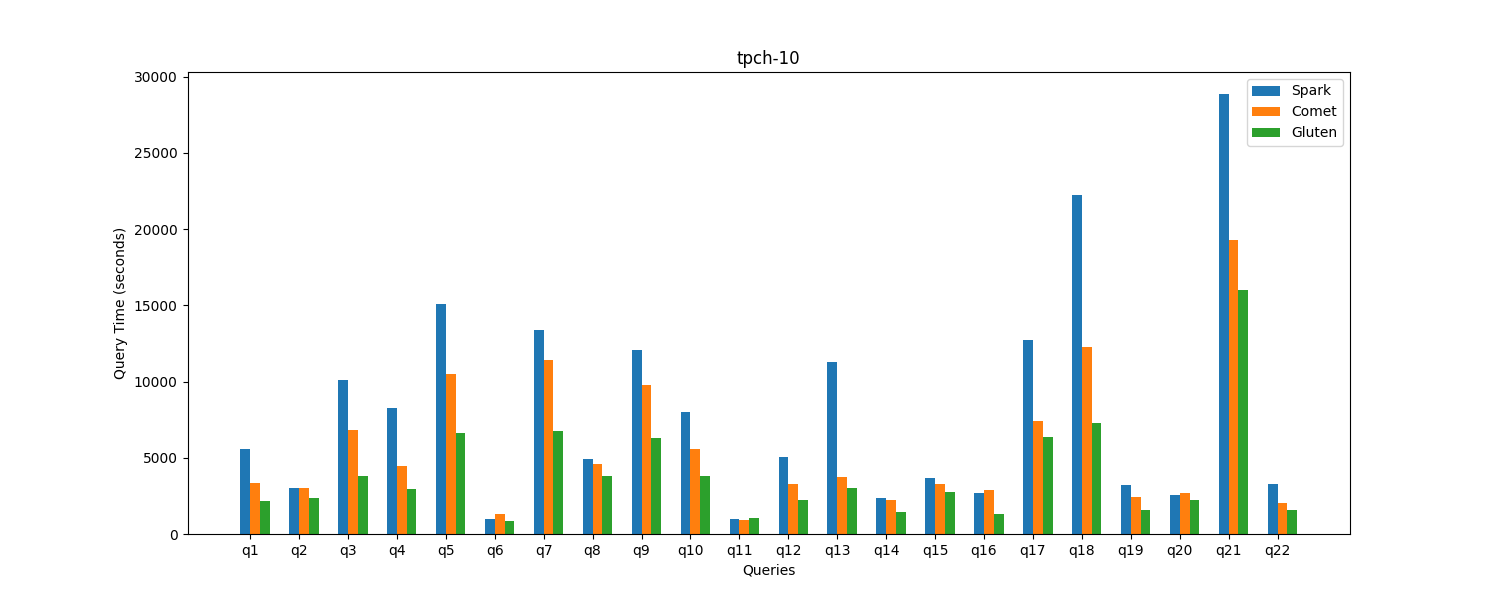 tpch-10
30000
25000
20000
15000
10000
5000
0
Query Time (seconds)
Spark
Comet
Gluten
q1 q2 q3 q4 q5 q6 q7 q8 q9 q10 q11 q12 q13 q14 q15 q16 q17 q18 q19 q20 q21 q22
Queries